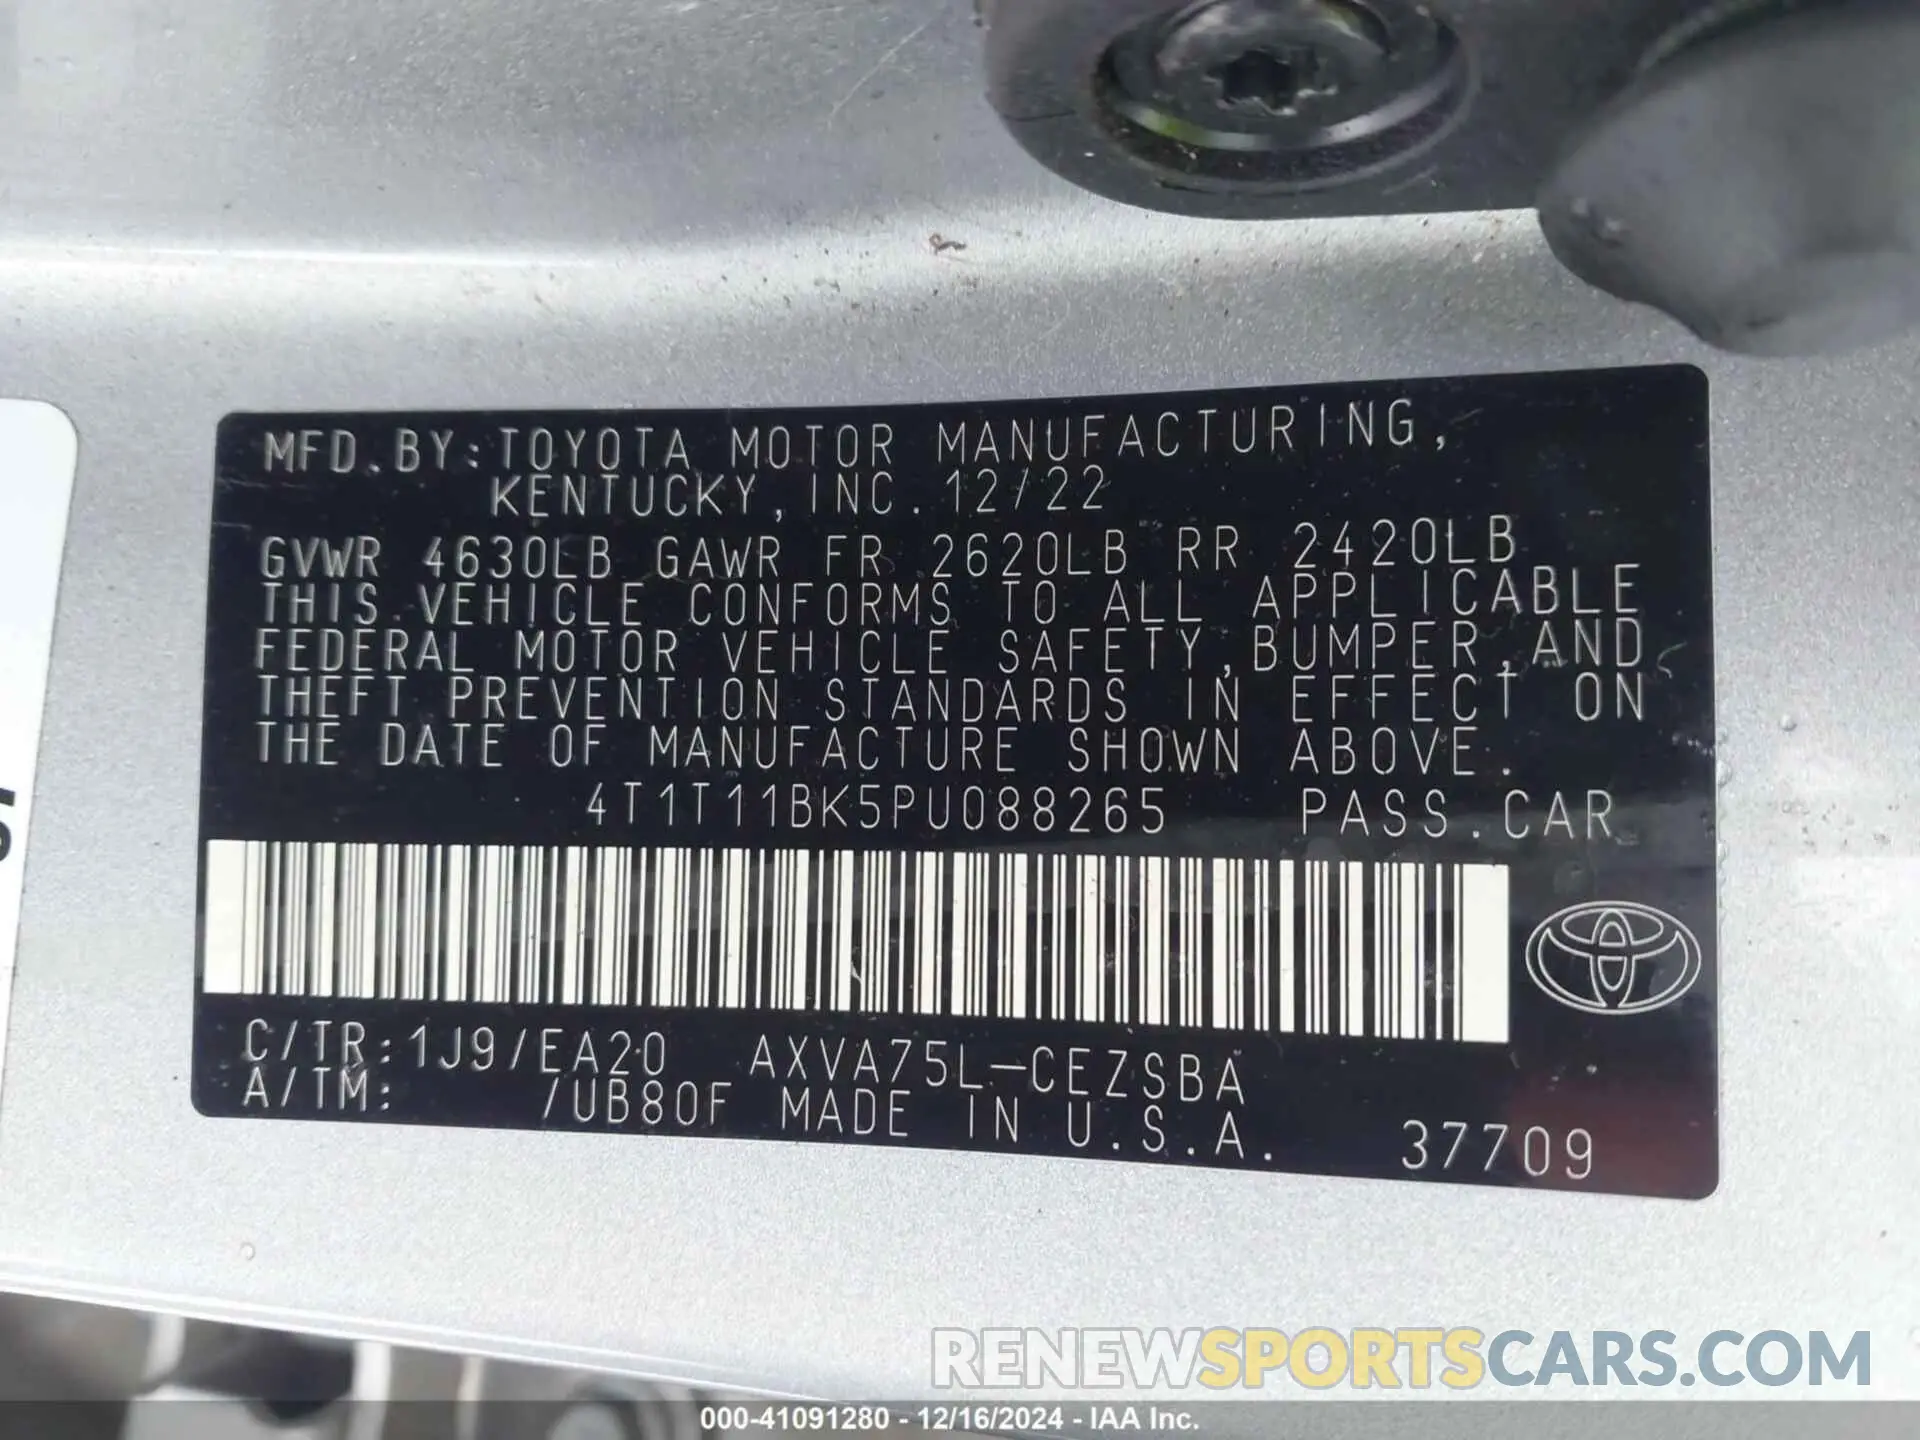 MFD.BY:TOYOTA MOTOR MANUFACTURING,
KENTUCKY,INC. 12/22
GVWR 4630LB GAWR FR 2620LB RR 2420LB
THIS VEHICLE CONFORMS TO ALL APPLICABLE
FEDERAL MOTOR VEHICLE SAFETY,BUMPER,AND
THEFT PREVENTION STANDARDS IN EFFECT ON
THE DATE OF MANUFACTURE SHOWN ABOVE.
4T1T11BK5PU088265 PASS.CAR
C/TR:1J9/EA20 AXVA75L-CEZSBA
A/TM: /UB80F MADE IN U.S.A.
37709
RENEWSPORTSCARS.COM
000-41091280 - 12/16/2024 - IAA Inc.